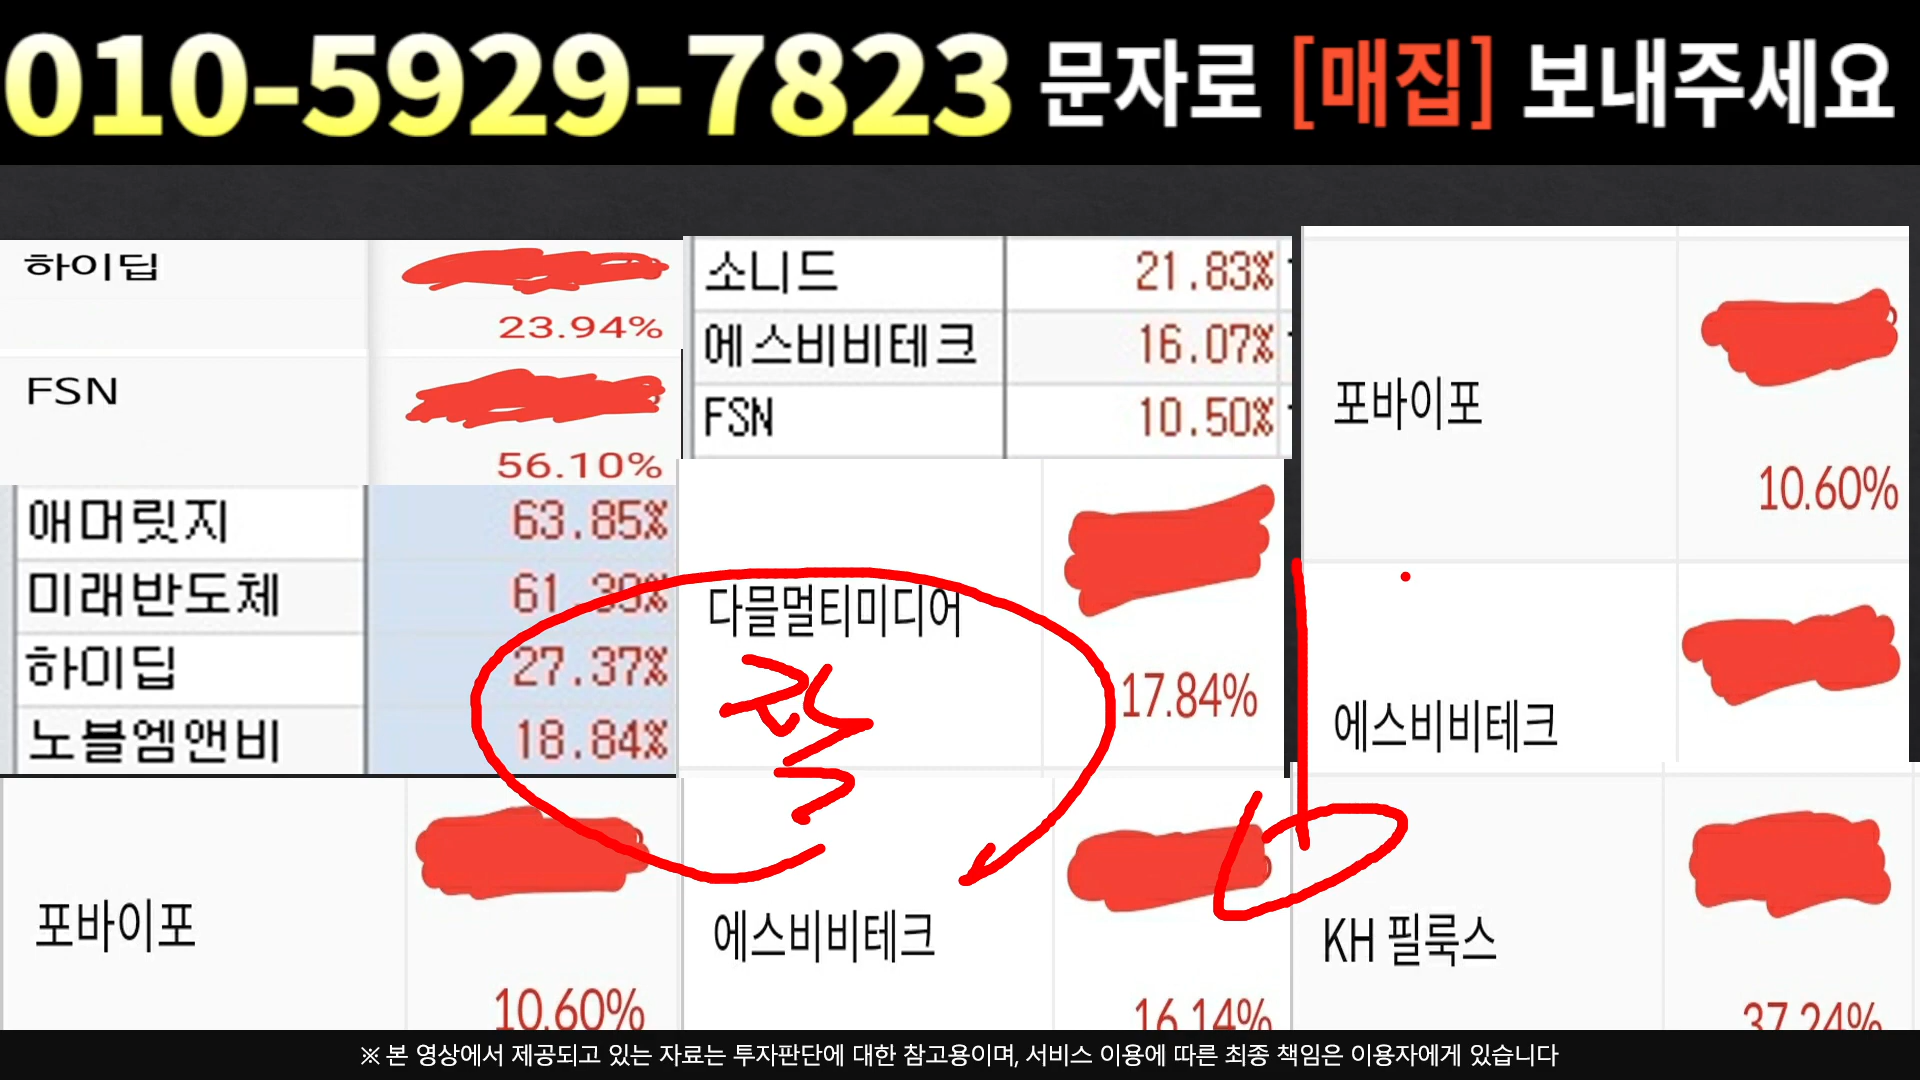 010-5929-7823 문자로 [매집] 보내주세요
하이딥
23.94%
FSN
56.10%
애머릿지 63.85%
미래반도체 61.39%
하이딥 27.37%
노블엠앤비 18.84%
소니드 21.83%
에스비비테크 16.07%
FSN 10.50%
다믈멀티미디어
17.84%
포바이포
10.60%
에스비비테크
포바이포
10.60%
에스비비테크
16.14%
KH 필룩스
37.24%
※ 본 영상에서 제공되고 있는 자료는 투자판단에 대한 참고용이며, 서비스 이용에 따른 최종 책임은 이용자에게 있습니다